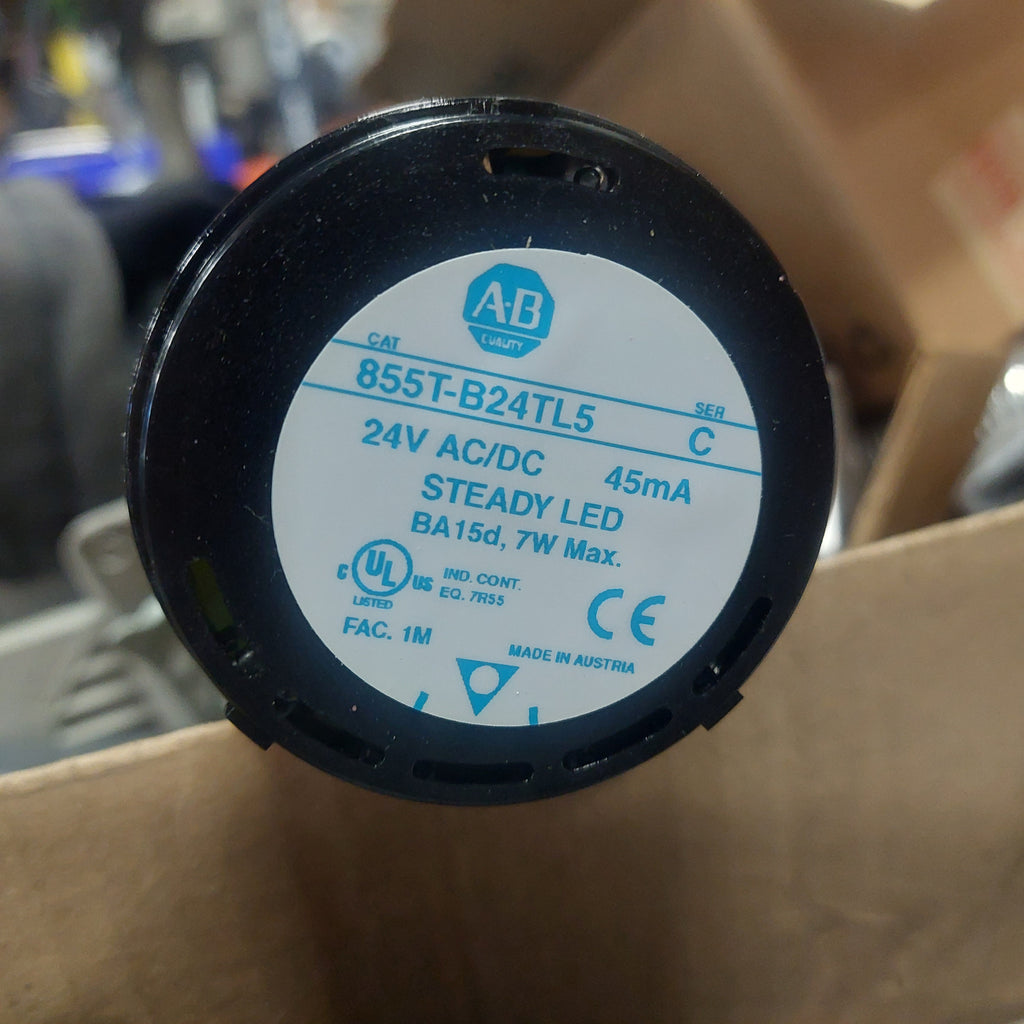 A-B
QUALITY
CAT
855T-B24TL5
SER
C
24V AC/DC 45mA
STEADY LED
BA15d, 7W Max.
C UL US
LISTED
IND. CONT.
EQ. 7R55
CE
FAC. 1M
MADE IN AUSTRIA